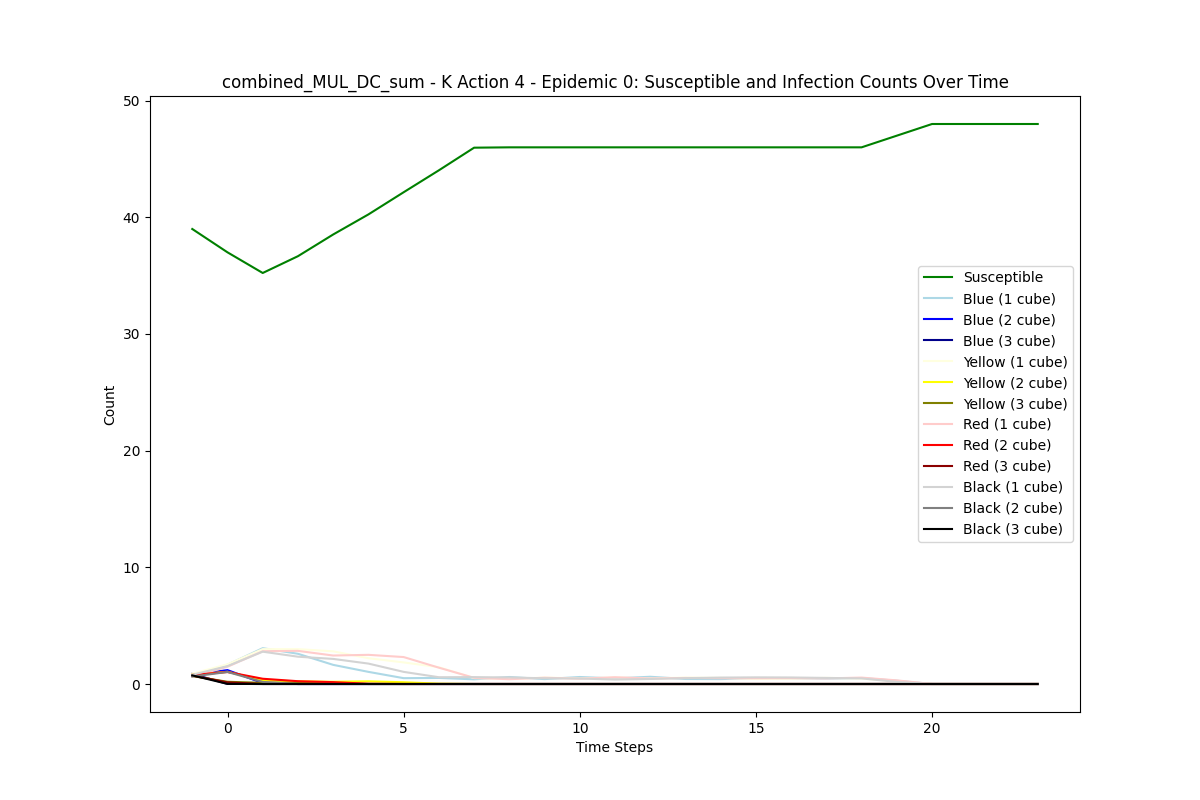 combined_MUL_DC_sum - K Action 4 - Epidemic 0: Susceptible and Infection Counts Over Time
50
40
30
20
10
0
Count
Susceptible
Blue (1 cube)
Blue (2 cube)
Blue (3 cube)
Yellow (1 cube)
Yellow (2 cube)
Yellow (3 cube)
Red (1 cube)
Red (2 cube)
Red (3 cube)
Black (1 cube)
Black (2 cube)
Black (3 cube)
0 5 10 15 20
Time Steps